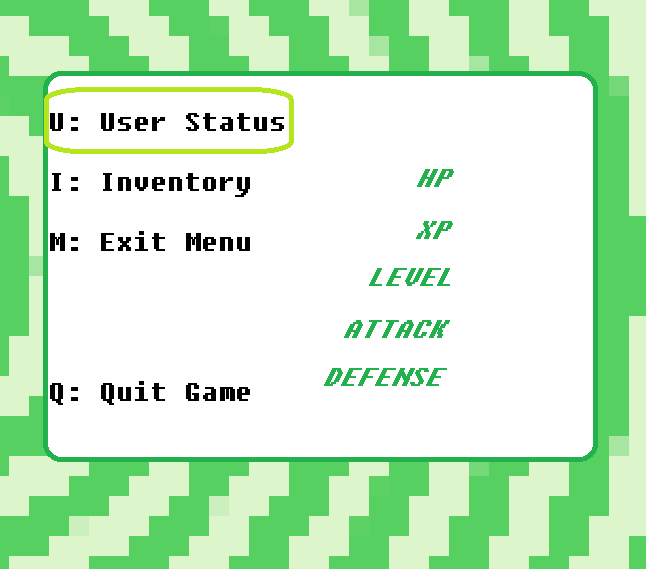 U: User Status
I: Inventory
M: Exit Menu
Q: Quit Game
HP
XP
LEVEL
ATTACK
DEFENSE